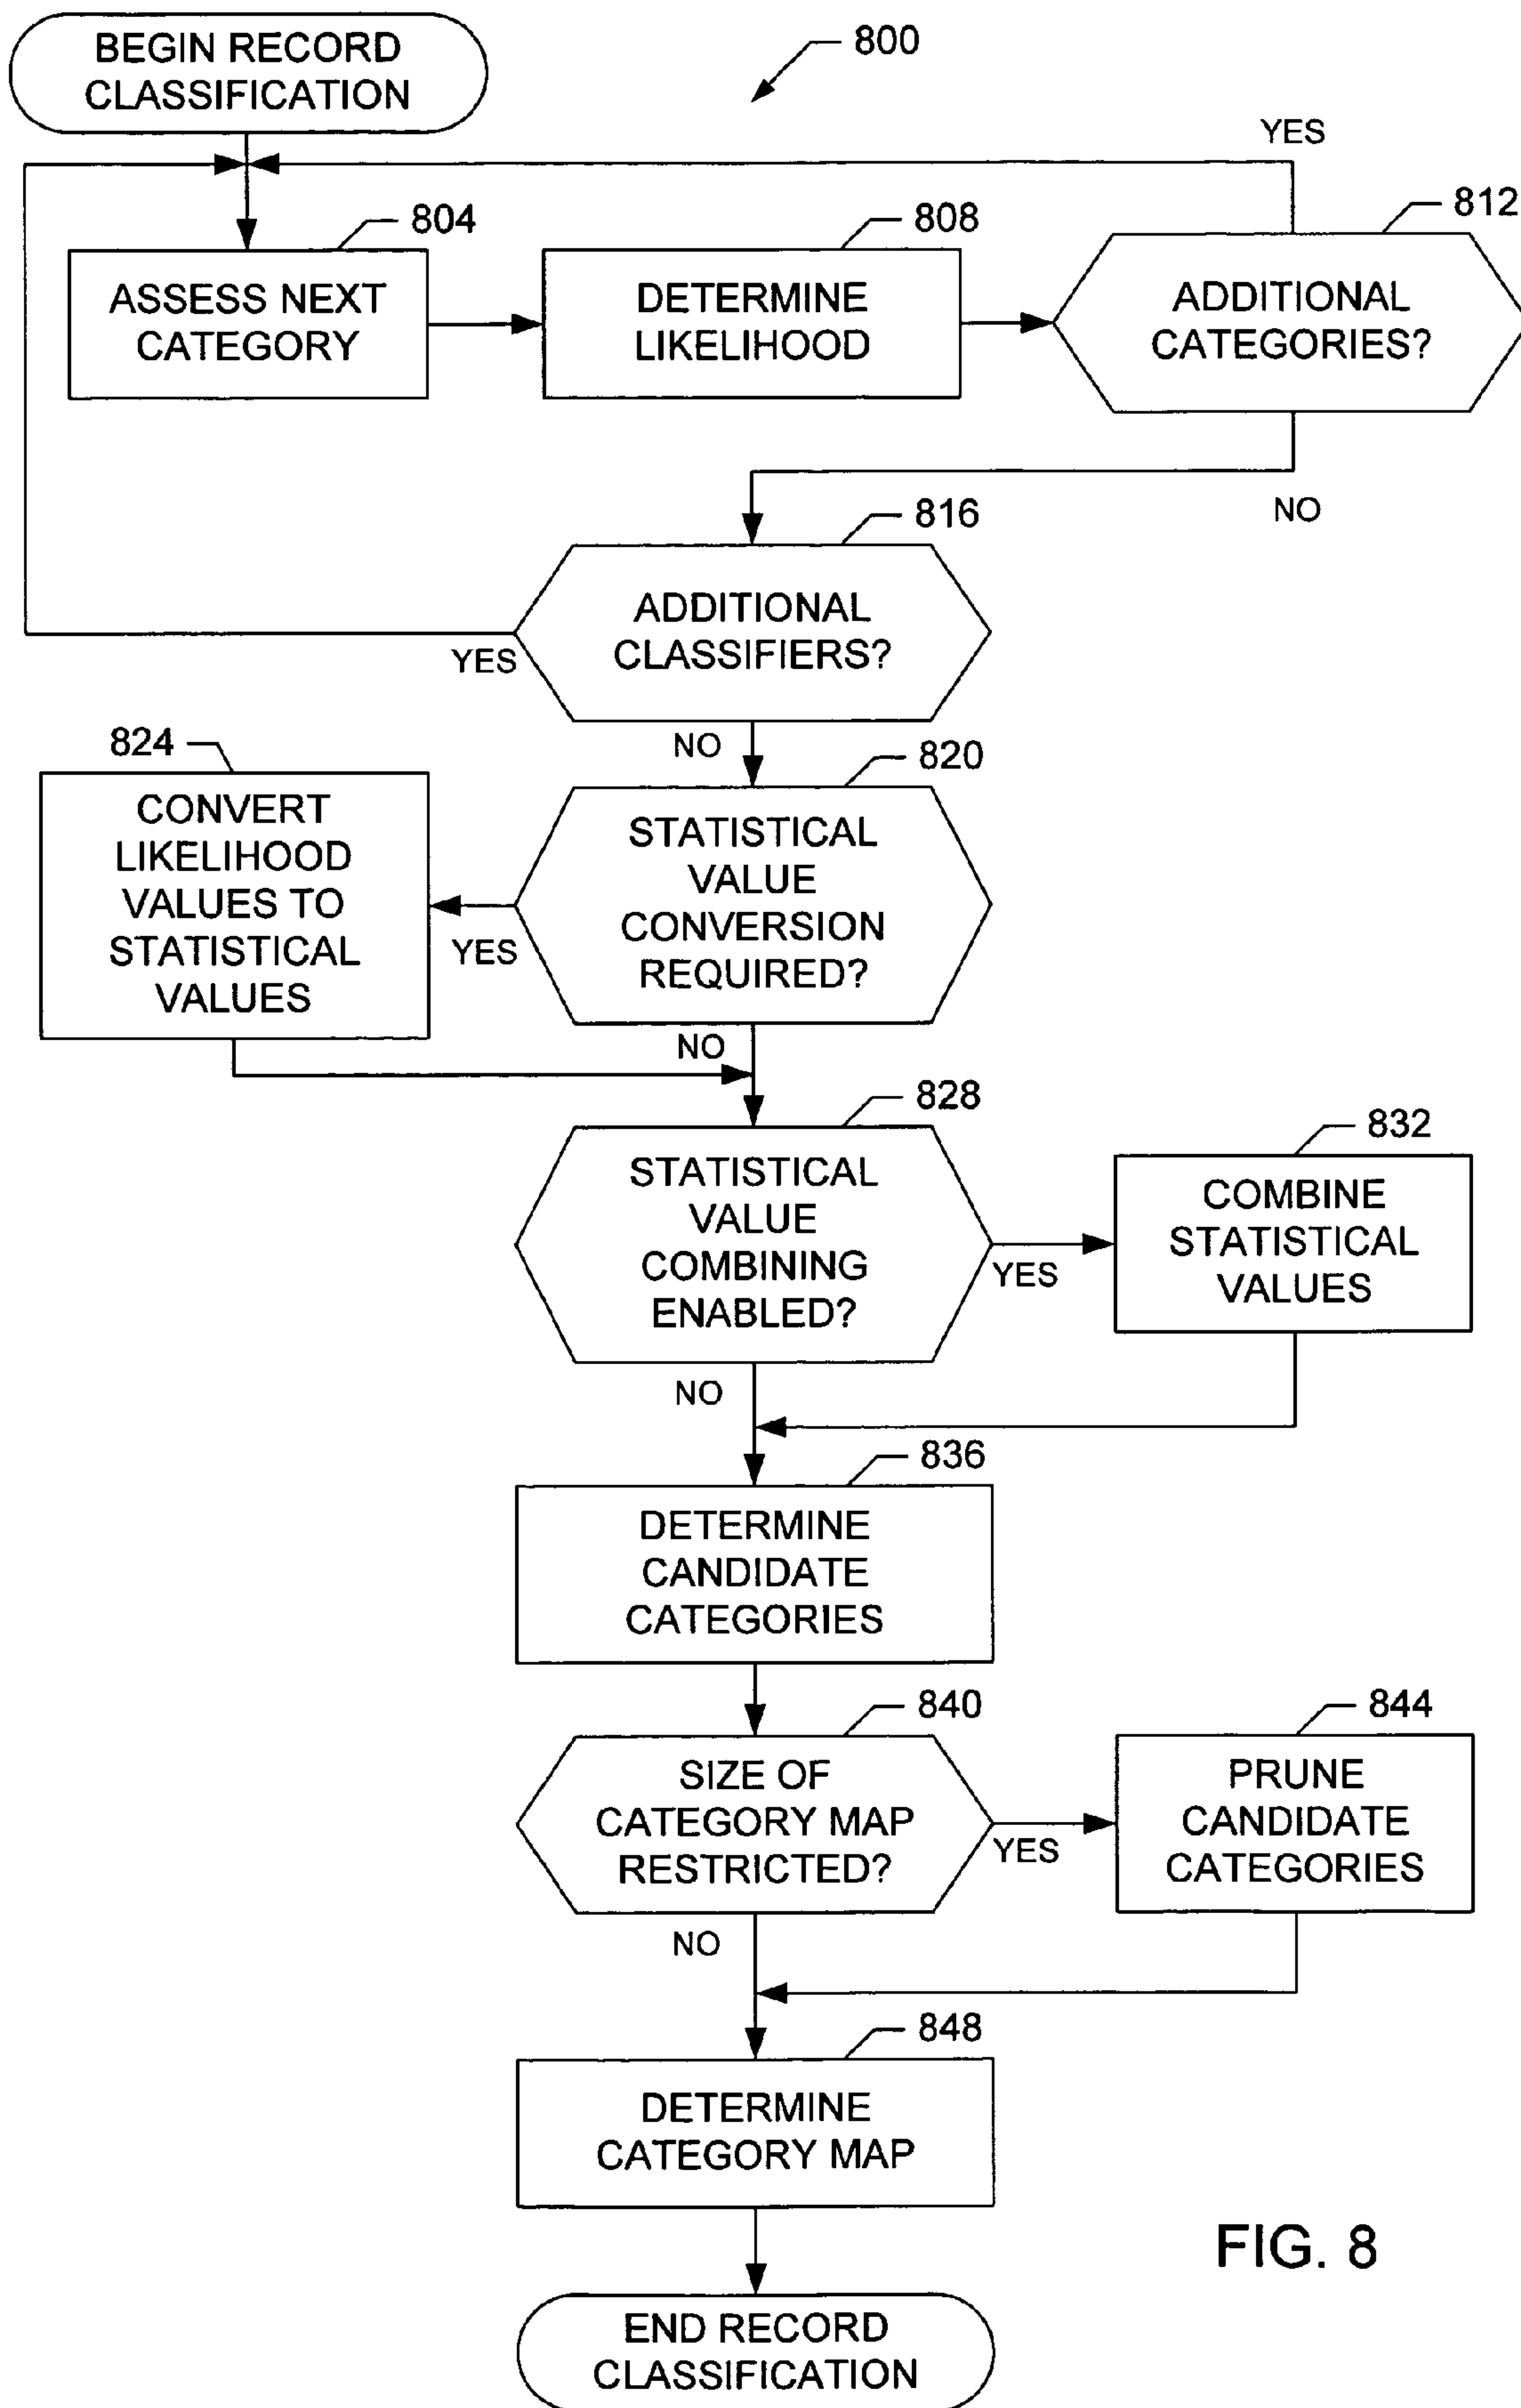 BEGIN RECORD
CLASSIFICATION
800
YES
804
808
812
ASSESS NEXT
CATEGORY
DETERMINE
LIKELIHOOD
ADDITIONAL
CATEGORIES?
NO
816
ADDITIONAL
CLASSIFIERS?
YES
NO
820
824
CONVERT
LIKELIHOOD
VALUES TO
STATISTICAL
VALUES
STATISTICAL
VALUE
CONVERSION
REQUIRED?
YES
NO
828
STATISTICAL
VALUE
COMBINING
ENABLED?
YES
832
COMBINE
STATISTICAL
VALUES
NO
836
DETERMINE
CANDIDATE
CATEGORIES
840
SIZE OF
CATEGORY MAP
RESTRICTED?
YES
844
PRUNE
CANDIDATE
CATEGORIES
NO
848
DETERMINE
CATEGORY MAP
FIG. 8
END RECORD
CLASSIFICATION